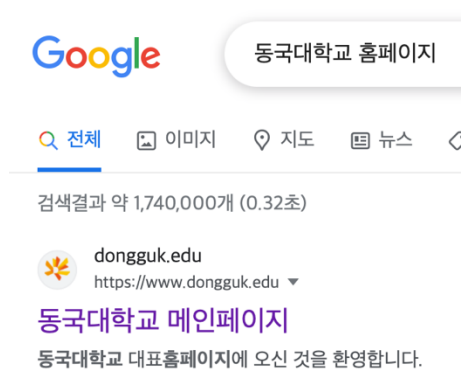 Google
동국대학교 홈페이지
전체 이미지 지도 뉴스
검색결과 약 1,740,000개 (0.32초)
dongguk.edu
https://www.dongguk.edu
동국대학교 메인페이지
동국대학교 대표홈페이지에 오신 것을 환영합니다.